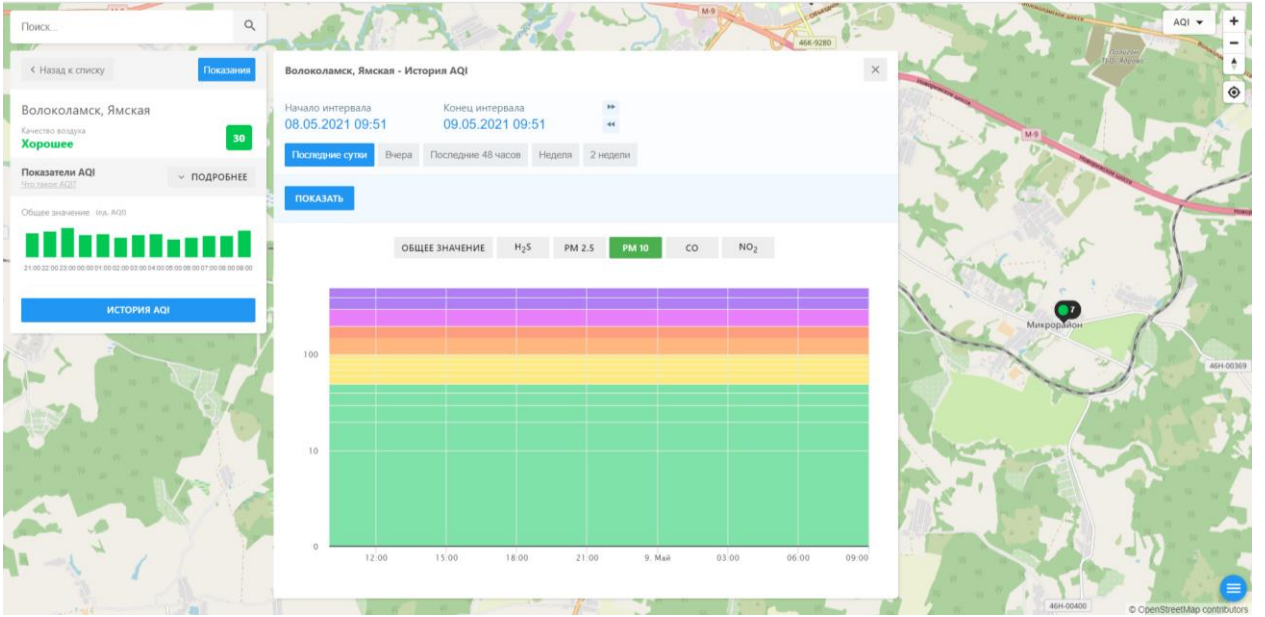 Поиск...
М-9
46К-9280
AQI
+
−
Полигон
ТБО "Ядрово"
Новорижское шоссе
М-9
< Назад к списку
Показания
Волоколамск, Ямская
Качество воздуха
Хорошее
30
Показатели AQI
Что такое AQI?
ПОДРОБНЕЕ
Общее значение (ед. AQI)
21:00 22:00 23:00 00:00 01:00 02:00 03:00 04:00 05:00 06:00 07:00 08:00 09:00
ИСТОРИЯ AQI
Волоколамск, Ямская - История AQI
×
Начало интервала
Конец интервала
08.05.2021 09:51
09.05.2021 09:51
Последние сутки
Вчера
Последние 48 часов
Неделя
2 недели
ПОКАЗАТЬ
ОБЩЕЕ ЗНАЧЕНИЕ
H₂S
PM 2.5
PM 10
CO
NO₂
100
10
0
12:00
15:00
18:00
21:00
9. Май
03:00
06:00
09:00
7
Микрорайон
46Н-00369
46Н-00400
© OpenStreetMap contributors